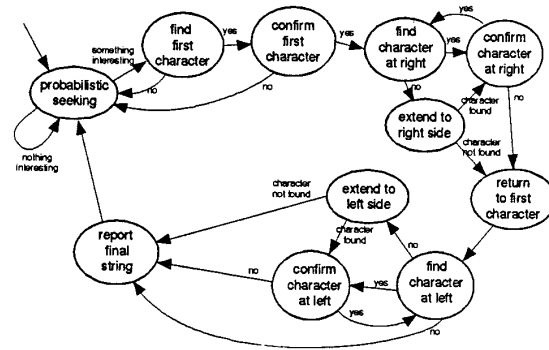 something
interesting
probabilistic
seeking
nothing
interesting
find
first
character
yes
no
confirm
first
character
yes
no
find
character
at right
yes
yes
no
confirm
character
at right
no
extend to
right side
character
found
character
not found
return
to first
character
find
character
at left
no
yes
yes
no
extend to
left side
character
found
character
not found
confirm
character
at left
no
report
final
string